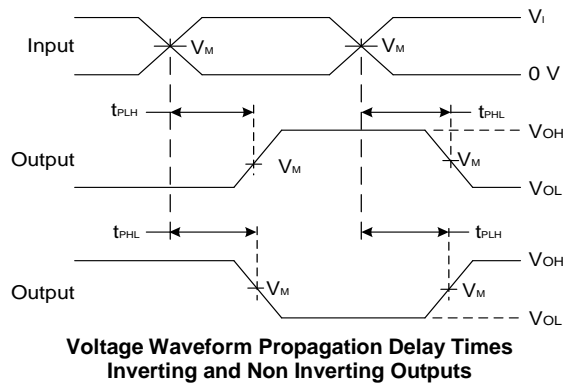 VI
Input
VM
VM
0 V
tPLH
tPHL
VOH
Output
VM
VM
VOL
tPHL
tPLH
VOH
Output
VM
VM
VOL
Voltage Waveform Propagation Delay Times
Inverting and Non Inverting Outputs